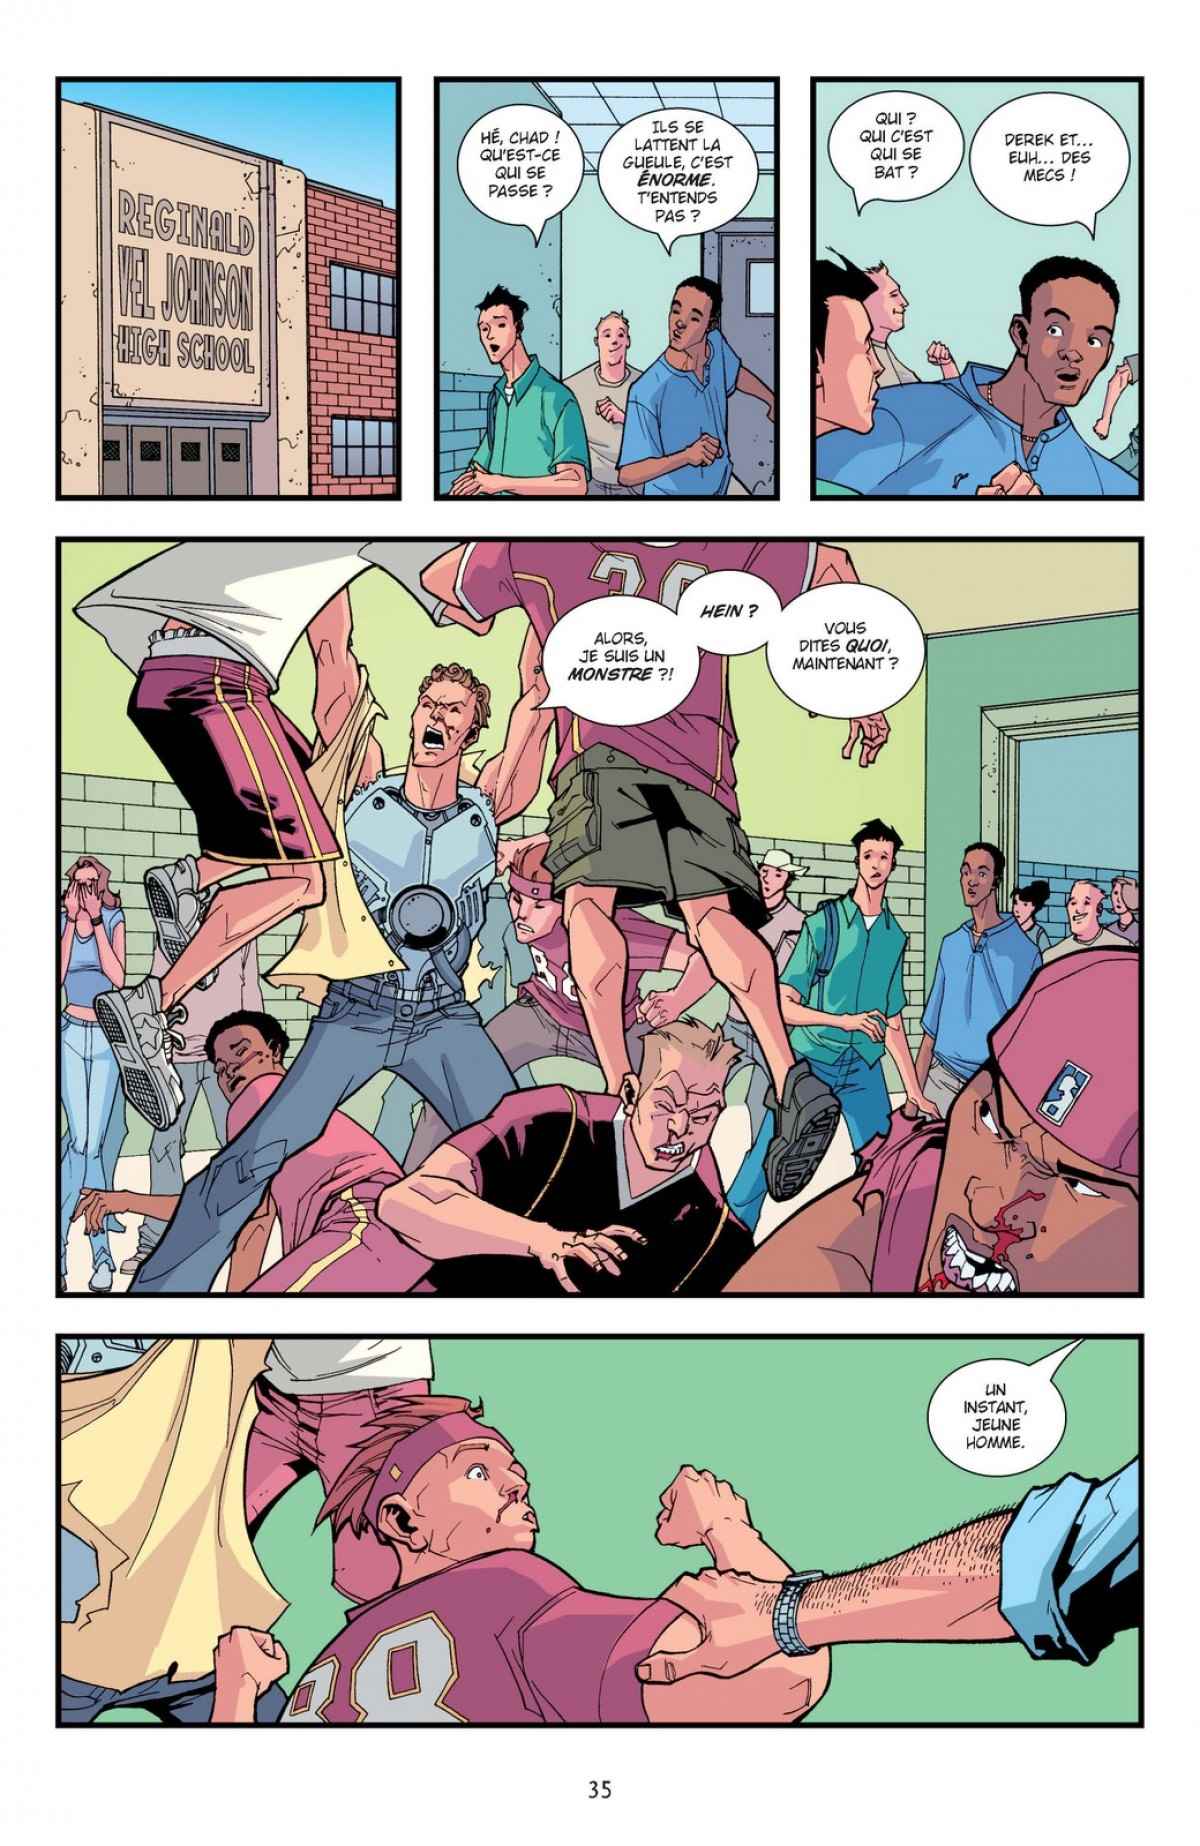 REGINALD
VEL JOHNSON
HIGH SCHOOL
HÉ, CHAD !
QU'EST-CE
QUI SE
PASSE ?
ILS SE
LATTENT LA
GUEULE, C'EST
ÉNORME.
T'ENTENDS
PAS ?
QUI ?
QUI C'EST
QUI SE
BAT ?
DEREK ET...
EUH... DES
MECS !
ALORS,
JE SUIS UN
MONSTRE ?!
HEIN ?
VOUS
DITES QUOI,
MAINTENANT ?
UN
INSTANT,
JEUNE
HOMME.
35